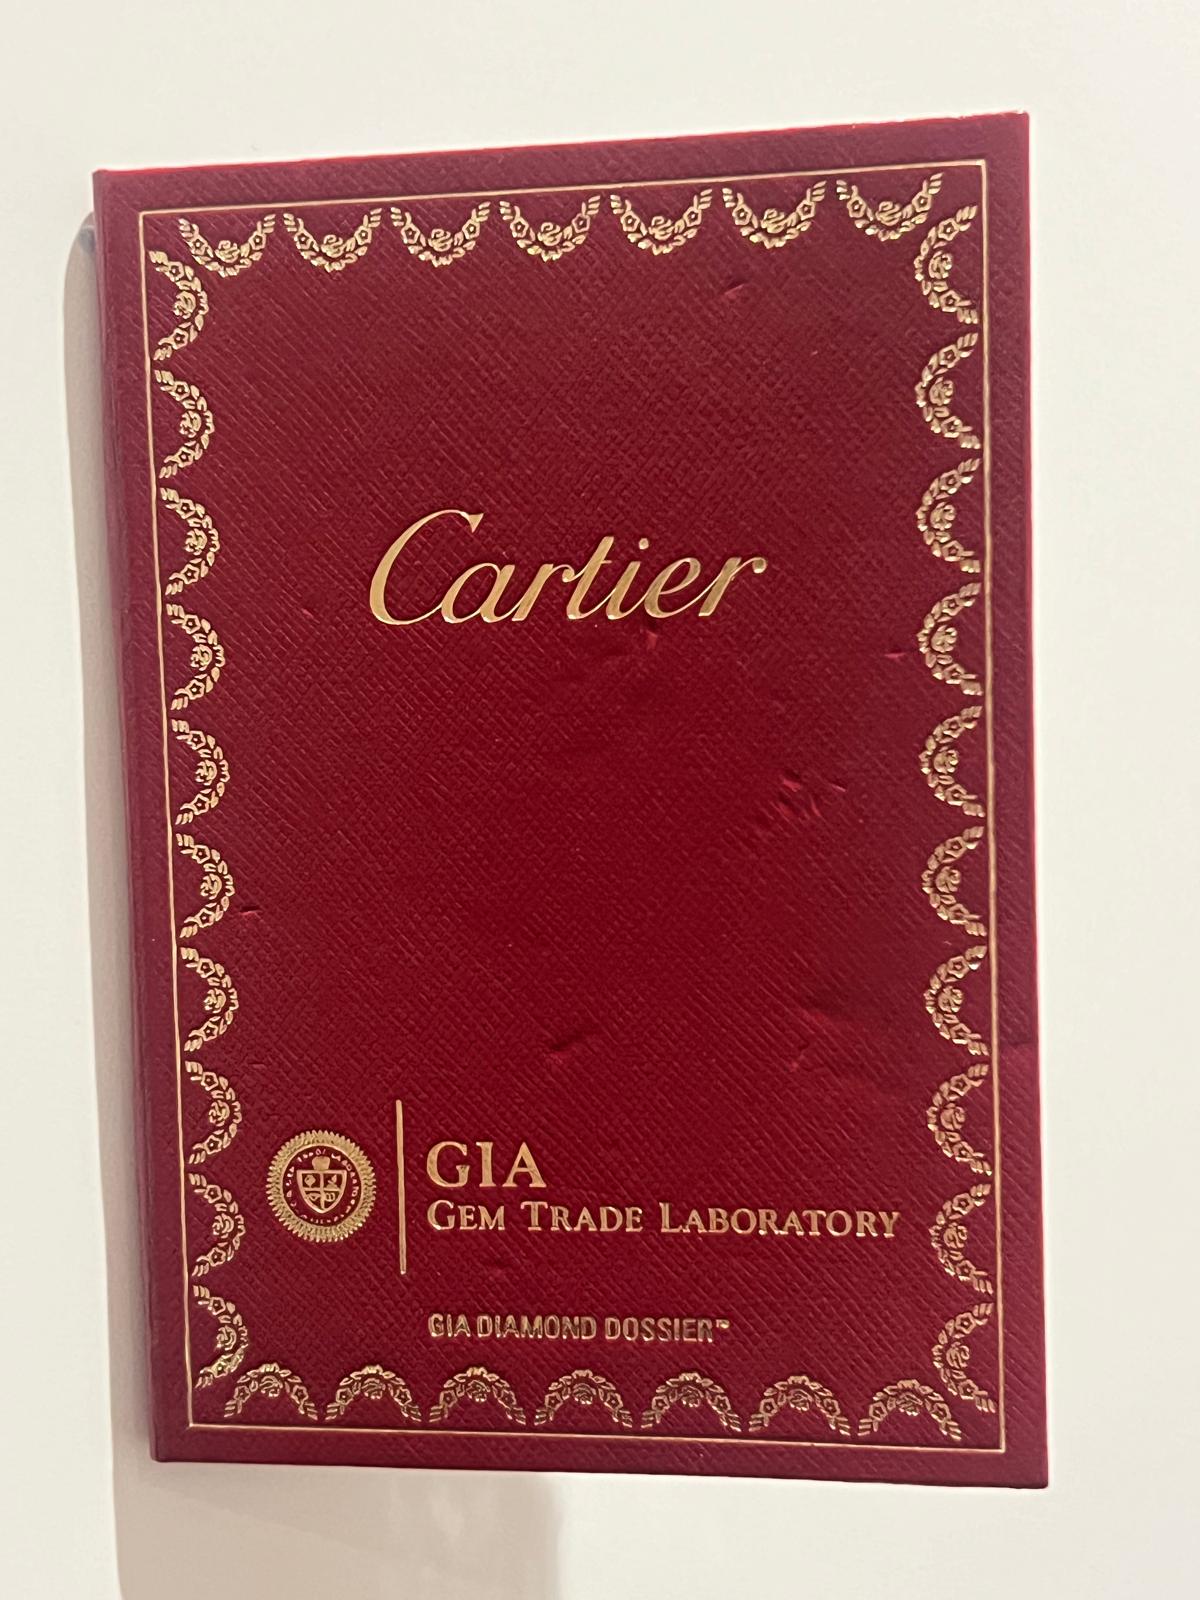 Cartier
GIA
GEM TRADE LABORATORY
GIA DIAMOND DOSSIER™